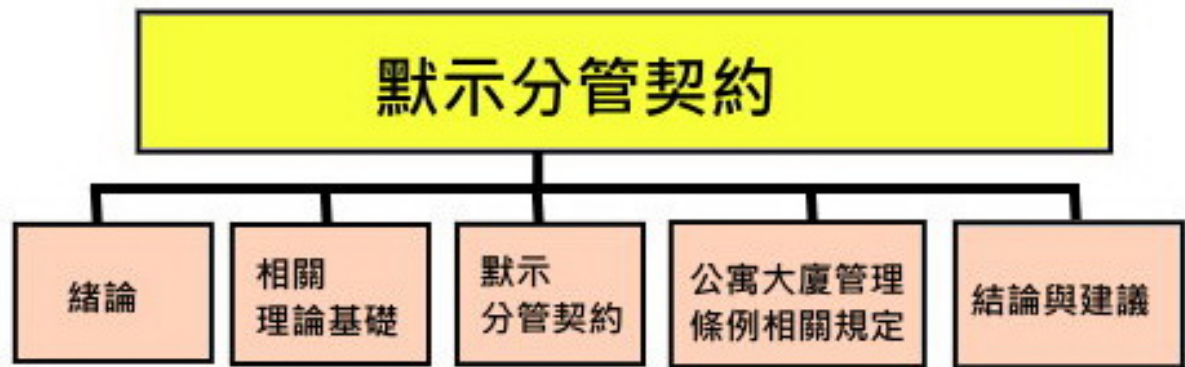 默示分管契約
緒論
相關
理論基礎
默示
分管契約
公寓大廈管理
條例相關規定
結論與建議